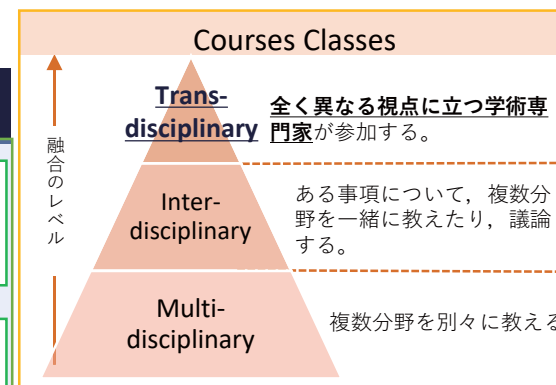 Courses Classes
融合のレベル
Trans-
disciplinary
全く異なる視点に立つ学術専
門家が参加する。
Inter-
disciplinary
ある事項について，複数分
野を一緒に教えたり，議論
する。
Multi-
disciplinary
複数分野を別々に教える